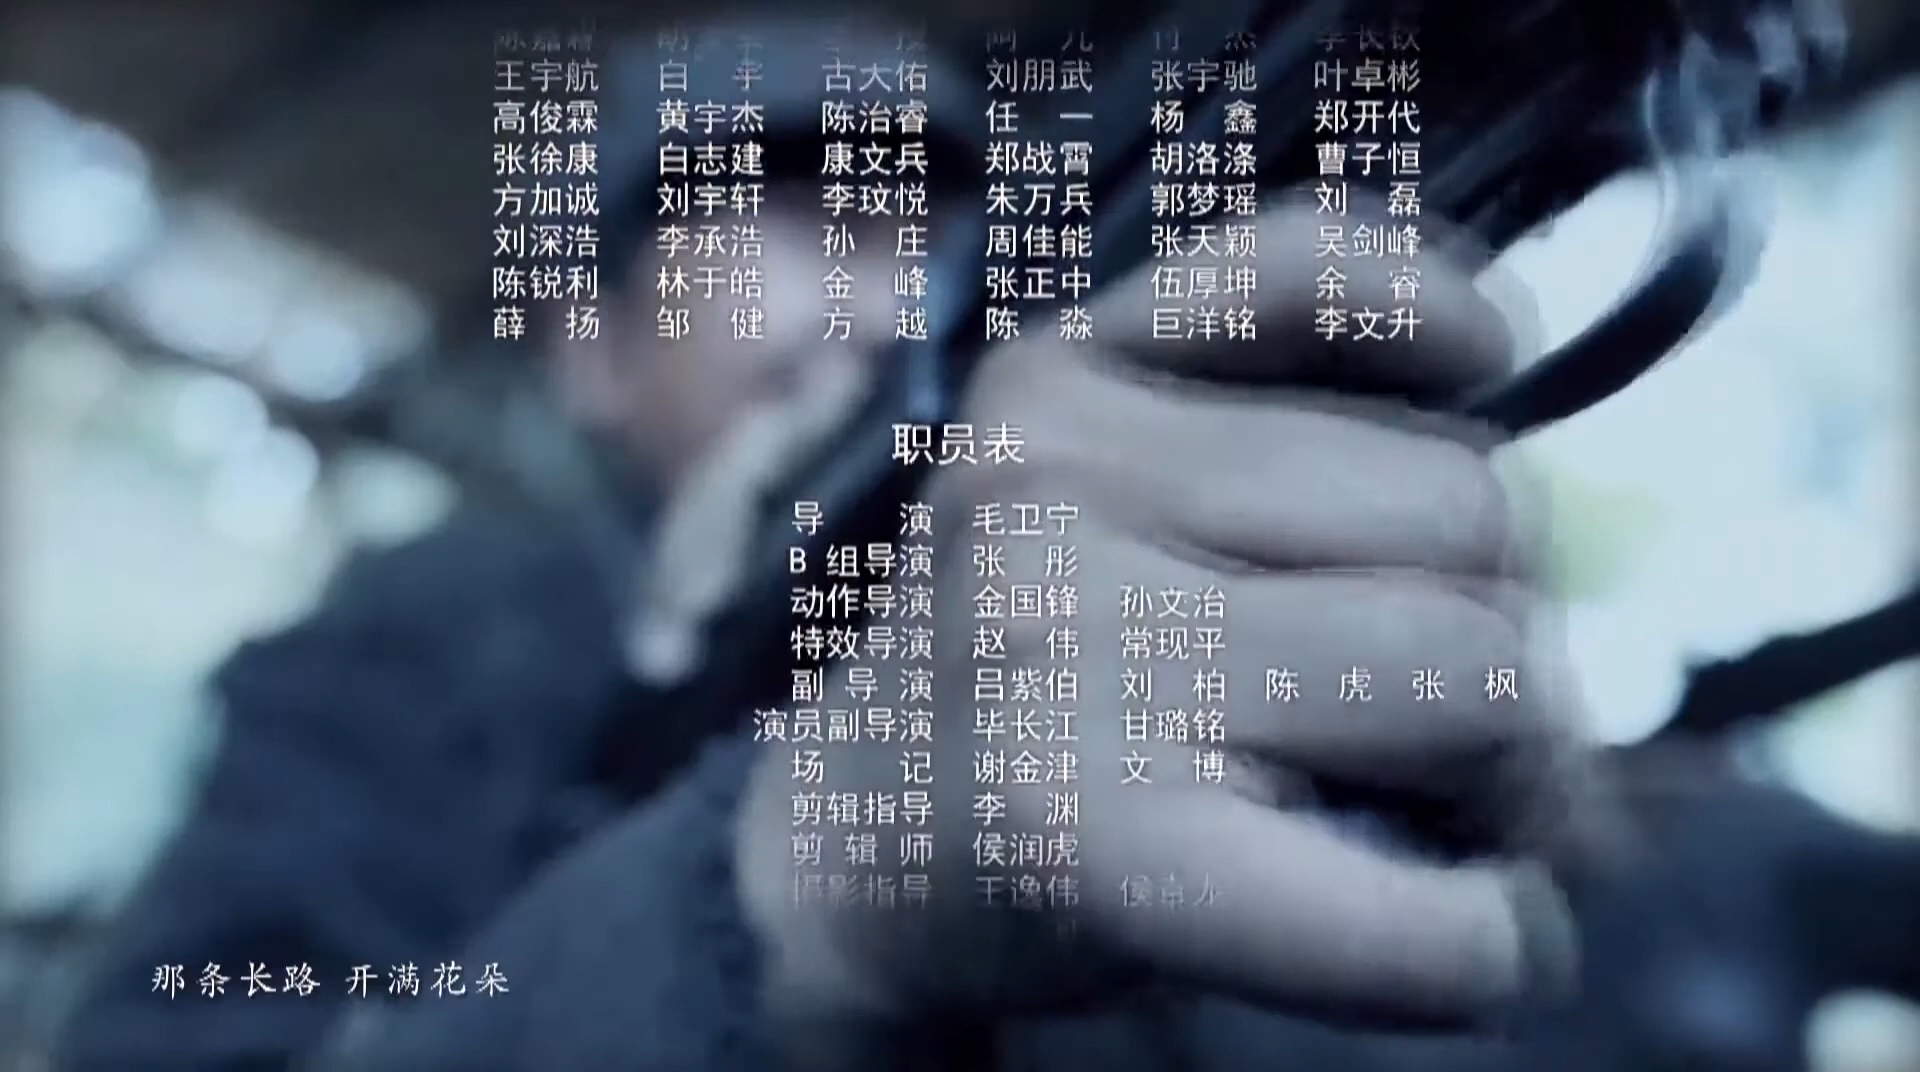 王宇航 白宇 古大佑 刘朋武 张宇驰 叶卓彬
高俊霖 黄宇杰 陈治睿 任一 杨鑫 郑开代
张徐康 白志建 康文兵 郑战霄 胡洛涤 曹子恒
方加诚 刘宇轩 李玟悦 朱万兵 郭梦瑶 刘磊
刘深浩 李承浩 孙庄 周佳能 张天颖 吴剑峰
陈锐利 林于皓 金峰 张正中 伍厚坤 余睿
薛扬 邹健 方越 陈淼 巨洋铭 李文升
职员表
导演 毛卫宁
B组导演 张彤
动作导演 金国锋 孙文治
特效导演 赵伟 常现平
副导演 吕紫伯 刘柏 陈虎 张枫
演员副导演 毕长江 甘璐铭
场记 谢金津 文博
剪辑指导 李渊
剪辑师 侯润虎
摄影指导 王逸伟
那条长路 开满花朵